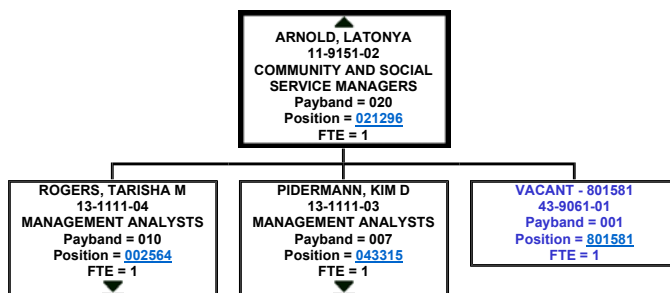 ARNOLD, LATONYA
11-9151-02
COMMUNITY AND SOCIAL
SERVICE MANAGERS
Payband = 020
Position = 021296
FTE = 1
ROGERS, TARISHA M
13-1111-04
MANAGEMENT ANALYSTS
Payband = 010
Position = 002564
FTE = 1
PIDERMANN, KIM D
13-1111-03
MANAGEMENT ANALYSTS
Payband = 007
Position = 043315
FTE = 1
VACANT - 801581
43-9061-01
Payband = 001
Position = 801581
FTE = 1